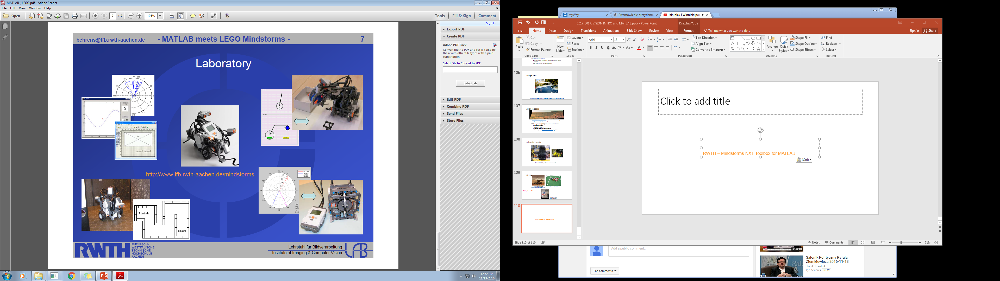 MATLAB _ LEGO.pdf - Adobe Reader
File Edit View Window Help
Open 7 / 7 105% Tools Fill & Sign Comment
Sign In
Export PDF
Create PDF
Adobe PDF Pack
Convert files to PDF and easily combine
them with other file types with a paid
subscription.
Select File to Convert to PDF:
Select File
Edit PDF
Combine PDF
Send Files
Store Files
behrens@lfb.rwth-aachen.de - MATLAB meets LEGO Mindstorms - 7
Laboratory
3
http://www.lfb.rwth-aachen.de/mindstorms
Finish
Start
RWTH
RHEINISCH-
WESTFÄLISCHE
TECHNISCHE
HOCHSCHULE
AACHEN
Lehrstuhl für Bildverarbeitung
Institute of Imaging & Computer Vision
LFB
12:52 PM
11/13/2016
MyWay
Przemówienie prezydenta
Jakubiak i Winnicki po
2017. 0017. VISION INTRO and MATLAB.pptx - PowerPoint
Drawing Tools
File Home Insert Design Transitions Animations Slide Show Review View Format Tell me what you want to do...
Sign in Share
Paste
Cut
Copy
Format Painter
Clipboard
New
Slide
Layout
Reset
Section
Slides
Arial 18
B I U S abc AV Aa A
Font
Text Direction
Align Text
Convert to SmartArt
Paragraph
Arrange
Quick
Styles
Shape Fill
Shape Outline
Shape Effects
Drawing
Find
Replace
Select
Editing
106
Google cars
107
Vision in space
108
Industrial robots
109
110
Click to add title
RWTH – Mindstorms NXT Toolbox for MATLAB
(Ctrl)
Slide 110 of 110
Notes Comments 71%
Add a public comment...
Top comments
1:00:48
Salonik Polityczny Rafała
Ziemkiewicza 2016-11-13
Jacek Szkutnik
2,705 views NEW